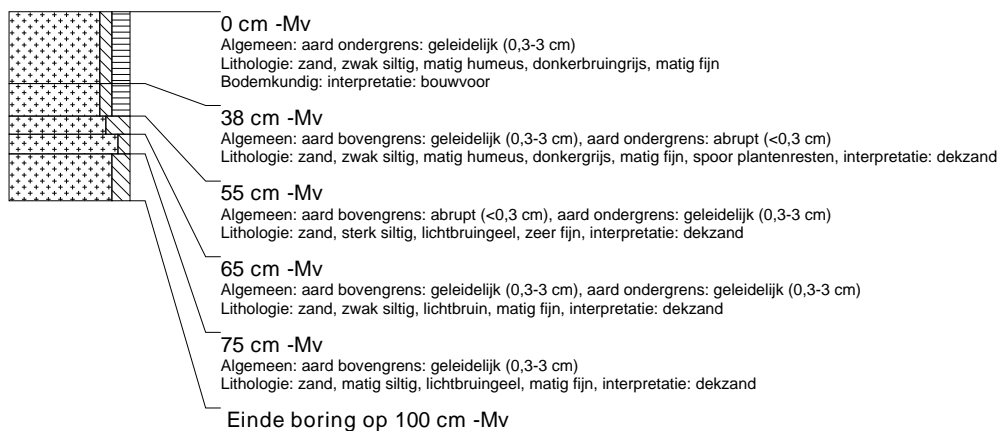 0 cm -Mv
Algemeen: aard ondergrens: geleidelijk (0,3-3 cm)
Lithologie: zand, zwak siltig, matig humeus, donkerbruingrijs, matig fijn
Bodemkundig: interpretatie: bouwvoor
38 cm -Mv
Algemeen: aard bovengrens: geleidelijk (0,3-3 cm), aard ondergrens: abrupt (<0,3 cm)
Lithologie: zand, zwak siltig, matig humeus, donkergrijs, matig fijn, spoor plantenresten, interpretatie: dekzand
55 cm -Mv
Algemeen: aard bovengrens: abrupt (<0,3 cm), aard ondergrens: geleidelijk (0,3-3 cm)
Lithologie: zand, sterk siltig, lichtbruingeel, zeer fijn, interpretatie: dekzand
65 cm -Mv
Algemeen: aard bovengrens: geleidelijk (0,3-3 cm), aard ondergrens: geleidelijk (0,3-3 cm)
Lithologie: zand, zwak siltig, lichtbruin, matig fijn, interpretatie: dekzand
75 cm -Mv
Algemeen: aard bovengrens: geleidelijk (0,3-3 cm)
Lithologie: zand, matig siltig, lichtbruingeel, matig fijn, interpretatie: dekzand
Einde boring op 100 cm -Mv